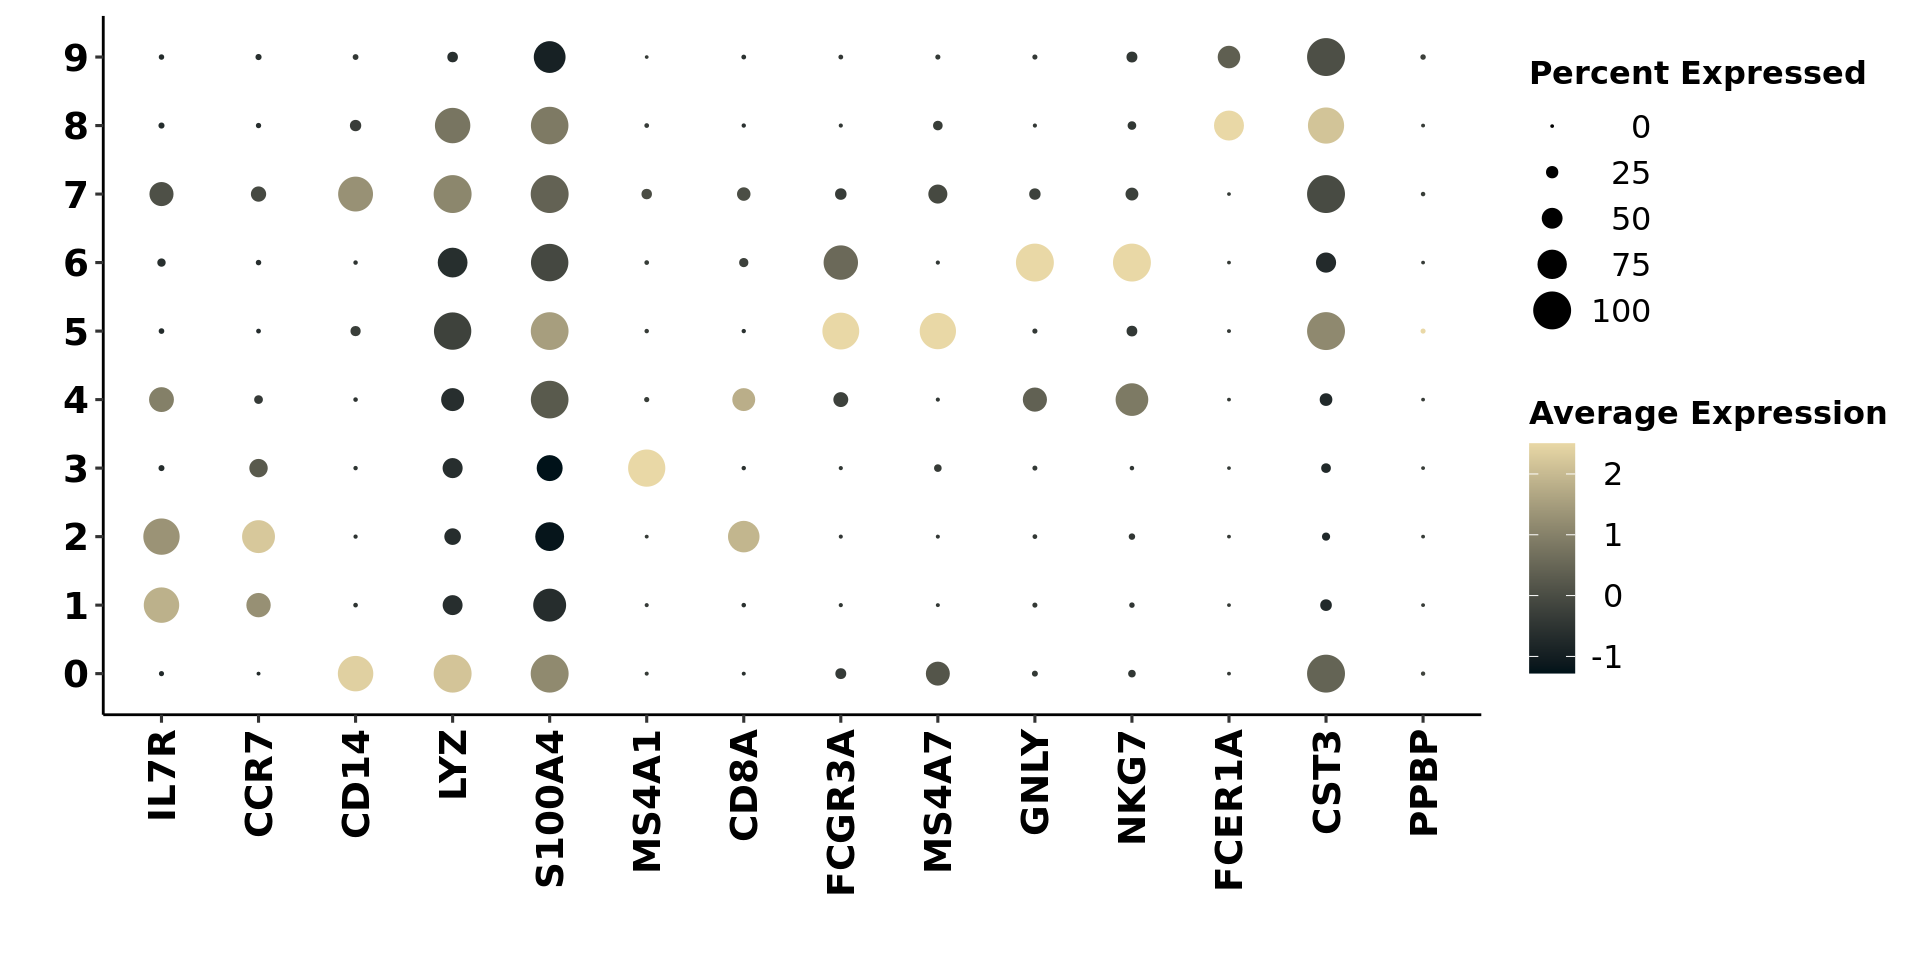 9
8
7
6
5
4
3
2
1
0
IL7R
CCR7
CD14
LYZ
S100A4
MS4A1
CD8A
FCGR3A
MS4A7
GNLY
NKG7
FCER1A
CST3
PPBP
Percent Expressed
0
25
50
75
100
Average Expression
2
1
0
-1